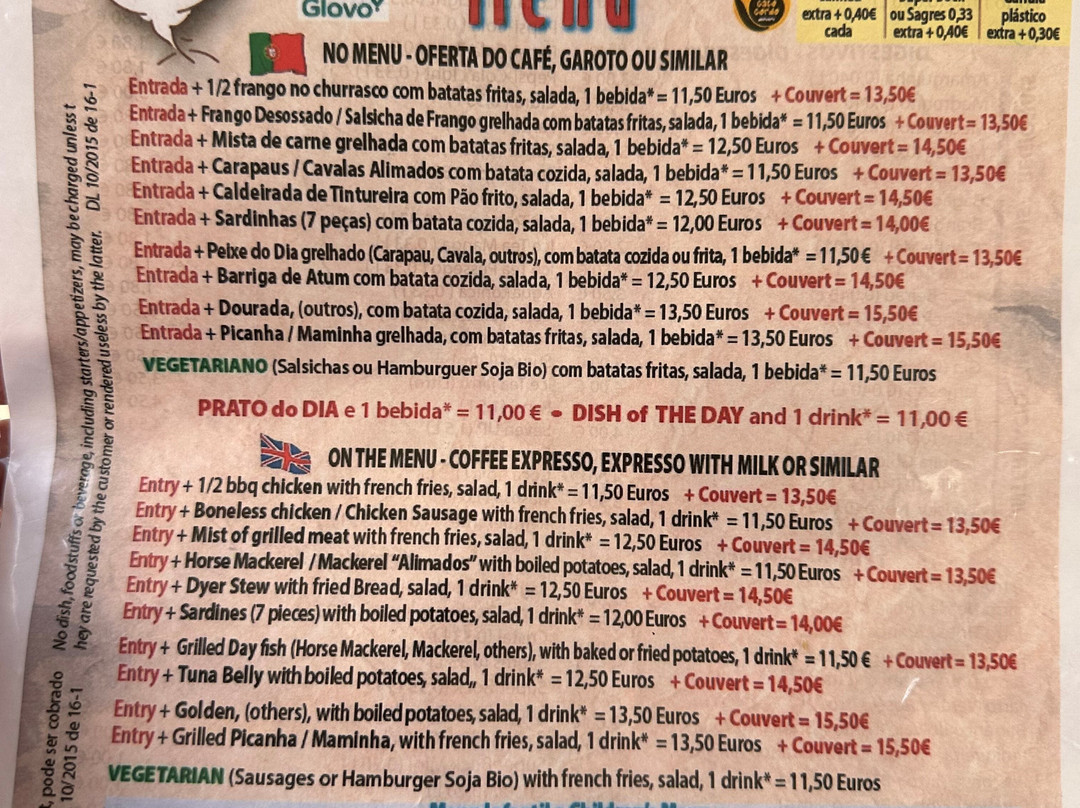 Glovo
Menu
extra + 0,40€
cada
ou Sagres 0,33
extra + 0,40€
plástico
extra + 0,30€
NO MENU - OFERTA DO CAFÉ, GAROTO OU SIMILAR
Entrada + 1/2 frango no churrasco com batatas fritas, salada, 1 bebida* = 11,50 Euros + Couvert = 13,50€
Entrada + Frango Desossado / Salsicha de Frango grelhada com batatas fritas, salada, 1 bebida* = 11,50 Euros + Couvert = 13,50€
Entrada + Mista de carne grelhada com batatas fritas, salada, 1 bebida* = 12,50 Euros + Couvert = 14,50€
Entrada + Carapaus / Cavalas Alimados com batata cozida, salada, 1 bebida* = 11,50 Euros + Couvert = 13,50€
Entrada + Caldeirada de Tintureira com Pão frito, salada, 1 bebida* = 12,50 Euros + Couvert = 14,50€
Entrada + Sardinhas (7 peças) com batata cozida, salada, 1 bebida* = 12,00 Euros + Couvert = 14,00€
Entrada + Peixe do Dia grelhado (Carapau, Cavala, outros), com batata cozida ou frita, 1 bebida* = 11,50 € + Couvert = 13,50€
Entrada + Barriga de Atum com batata cozida, salada, 1 bebida* = 12,50 Euros + Couvert = 14,50€
Entrada + Dourada, (outros), com batata cozida, salada, 1 bebida* = 13,50 Euros + Couvert = 15,50€
Entrada + Picanha / Maminha grelhada, com batatas fritas, salada, 1 bebida* = 13,50 Euros + Couvert = 15,50€
VEGETARIANO (Salsichas ou Hamburguer Soja Bio) com batatas fritas, salada, 1 bebida* = 11,50 Euros
PRATO do DIA e 1 bebida* = 11,00 € • DISH of THE DAY and 1 drink* = 11,00 €
ON THE MENU - COFFEE EXPRESSO, EXPRESSO WITH MILK OR SIMILAR
Entry + 1/2 bbq chicken with french fries, salad, 1 drink* = 11,50 Euros + Couvert = 13,50€
Entry + Boneless chicken / Chicken Sausage with french fries, salad, 1 drink* = 11,50 Euros + Couvert = 13,50€
Entry + Mist of grilled meat with french fries, salad, 1 drink* = 12,50 Euros + Couvert = 14,50€
Entry + Horse Mackerel / Mackerel “Alimados” with boiled potatoes, salad, 1 drink* = 11,50 Euros + Couvert = 13,50€
Entry + Dyer Stew with fried Bread, salad, 1 drink* = 12,50 Euros + Couvert = 14,50€
Entry + Sardines (7 pieces) with boiled potatoes, salad, 1 drink* = 12,00 Euros + Couvert = 14,00€
Entry + Grilled Day fish (Horse Mackerel, Mackerel, others), with baked or fried potatoes, 1 drink* = 11,50 € + Couvert = 13,50€
Entry + Tuna Belly with boiled potatoes, salad,, 1 drink* = 12,50 Euros + Couvert = 14,50€
Entry + Golden, (others), with boiled potatoes, salad, 1 drink* = 13,50 Euros + Couvert = 15,50€
Entry + Grilled Picanha / Maminha, with french fries, salad, 1 drink* = 13,50 Euros + Couvert = 15,50€
VEGETARIAN (Sausages or Hamburger Soja Bio) with french fries, salad, 1 drink* = 11,50 Euros
No dish, foodstuffs or beverage, including starters/appetizers, may be charged unless t
hey are requested by the customer or rendered useless by the latter. DL 10/2015 de 16-1
t, pode ser cobrado
10/2015 de 16-1